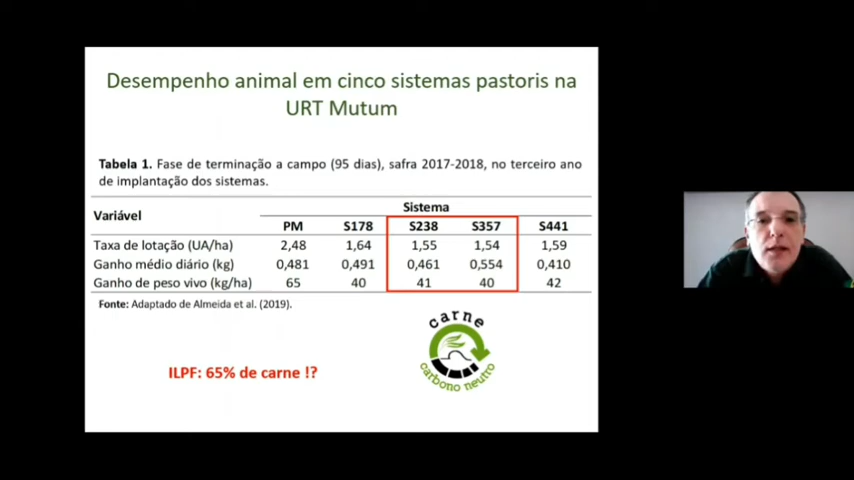 Desempenho animal em cinco sistemas pastoris na
URT Mutum
Tabela 1. Fase de terminação a campo (95 dias), safra 2017-2018, no terceiro ano
de implantação dos sistemas.
Variável Sistema
PM S178 S238 S357 S441
Taxa de lotação (UA/ha) 2,48 1,64 1,55 1,54 1,59
Ganho médio diário (kg) 0,481 0,491 0,461 0,554 0,410
Ganho de peso vivo (kg/ha) 65 40 41 40 42
Fonte: Adaptado de Almeida et al. (2019).
carne
carbono neutro
ILPF: 65% de carne !?